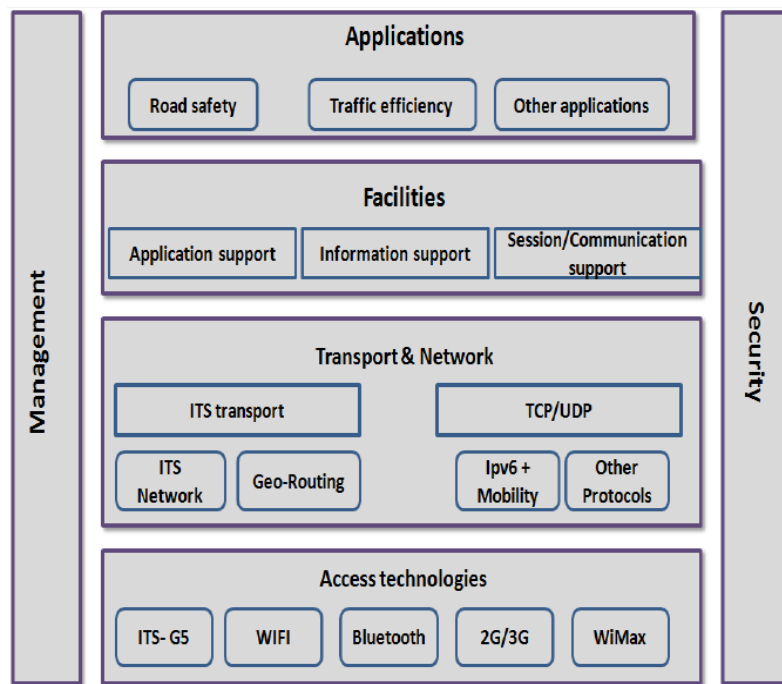 Management
Applications
Road safety
Traffic efficiency
Other applications
Facilities
Application support
Information support
Session/Communication
support
Transport & Network
ITS transport
TCP/UDP
ITS
Network
Geo-Routing
Ipv6 +
Mobility
Other
Protocols
Access technologies
ITS- G5
WIFI
Bluetooth
2G/3G
WiMax
Security